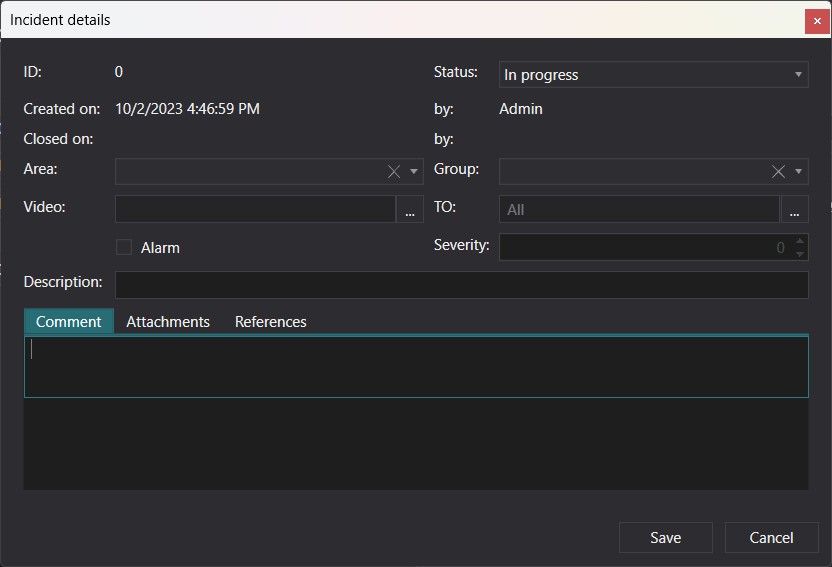 Incident details
ID: 0 Status: In progress
Created on: 10/2/2023 4:46:59 PM by: Admin
Closed on: by:
Area: Group:
Video: ... TO: All ...
Alarm Severity: 0
Description:
Comment Attachments References
Save Cancel